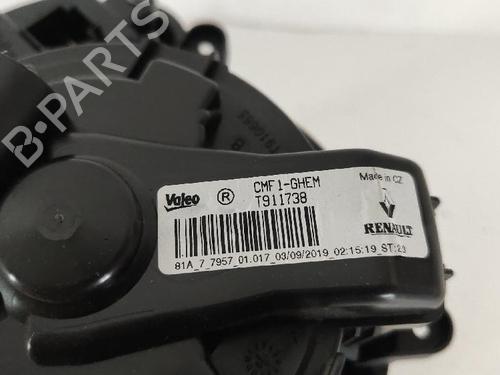 B-PARTS
Valeo ® CMF1-GHEM
T911738
Made in CZ
RENAULT
81A_7_7957_01.017_03/09/2019_02:15:19_ST:23